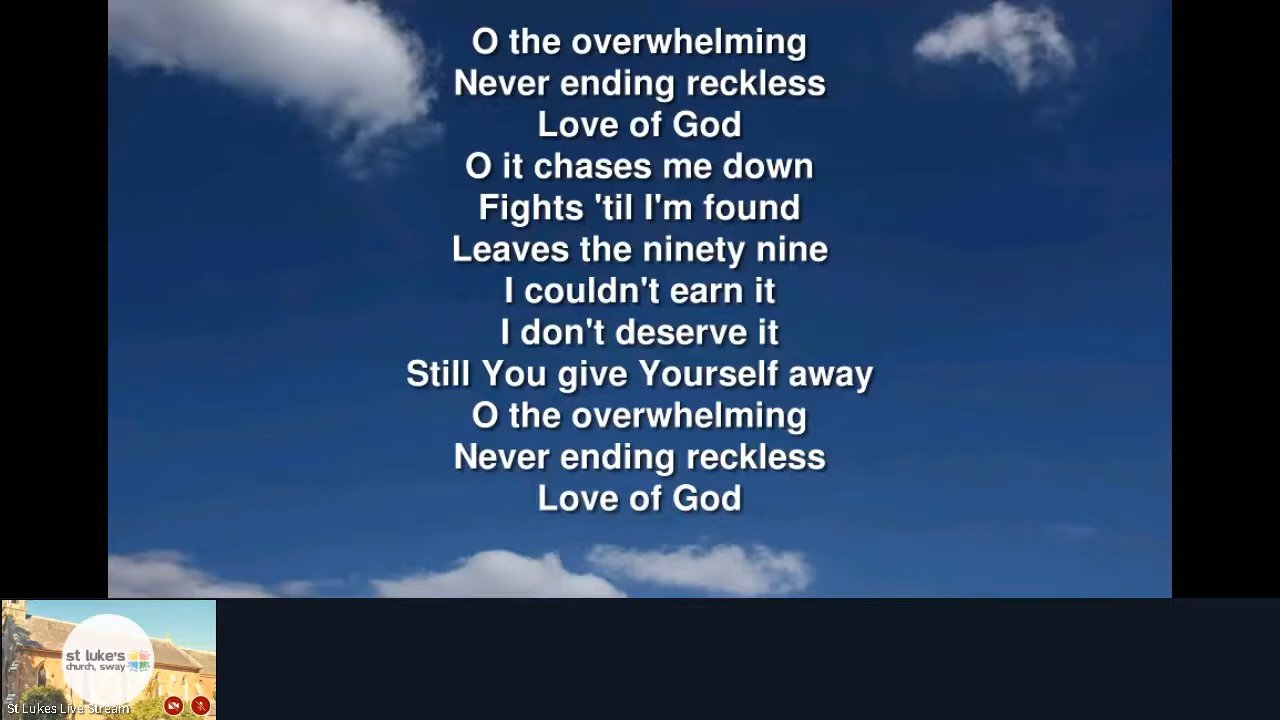 O the overwhelming
Never ending reckless
Love of God
O it chases me down
Fights 'til I'm found
Leaves the ninety nine
I couldn't earn it
I don't deserve it
Still You give Yourself away
O the overwhelming
Never ending reckless
Love of God
st luke's
church, sway
St Lukes Live Stream